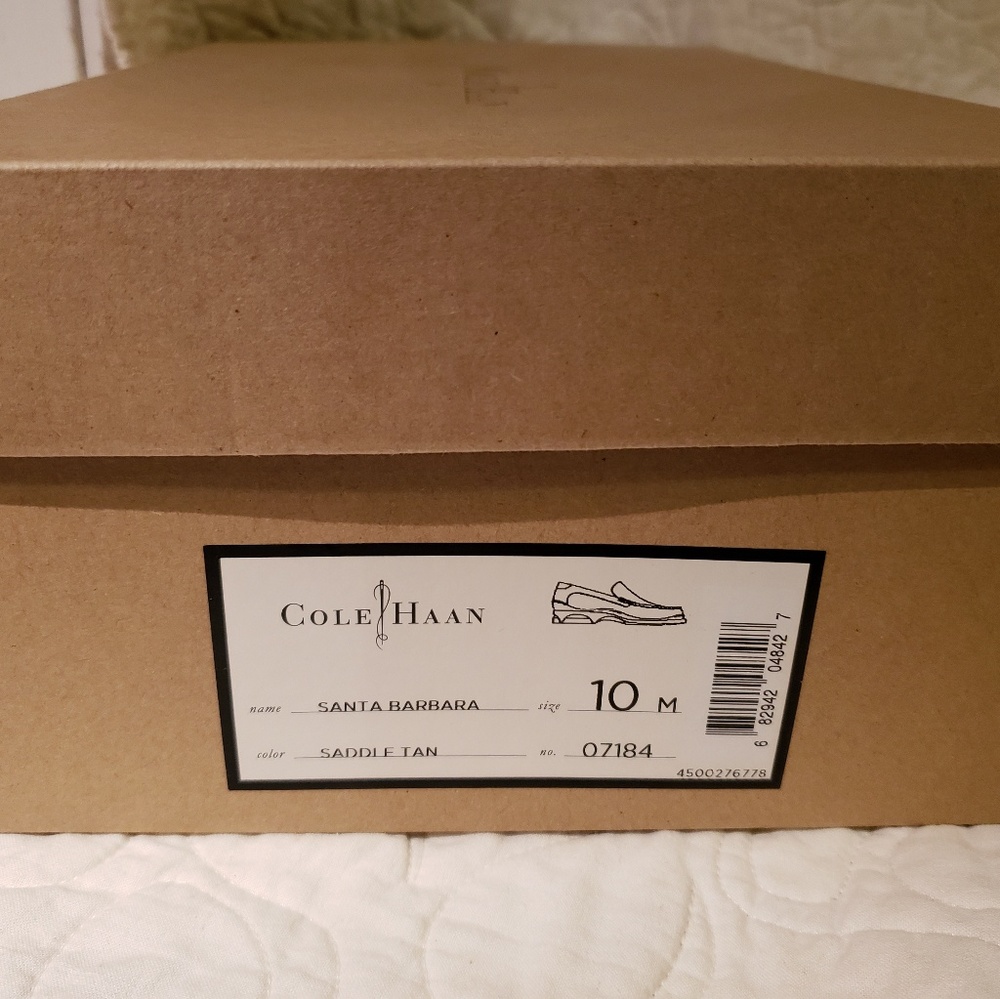 COLE HAAN
name SANTA BARBARA size 10 M
color SADDLE TAN no. 07184
4500276778
6 82942 04842 7